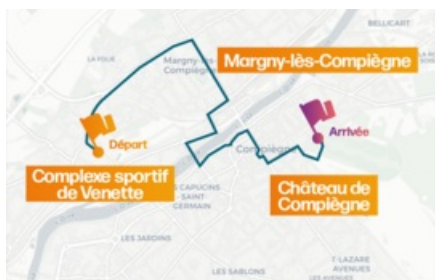 BELLICART
LA FOLIE
Margny-lès-
Compiègne
Margny-lès-Compiègne
Départ
Arrivée
Compiègne
Complexe sportif
de Venette
Château de
Compiègne
S CAPUCINS
-SAINT-
GERMAIN
LES JARDINS
T-LAZARE
AVENUES
LES SABLONS
LES AVENUES